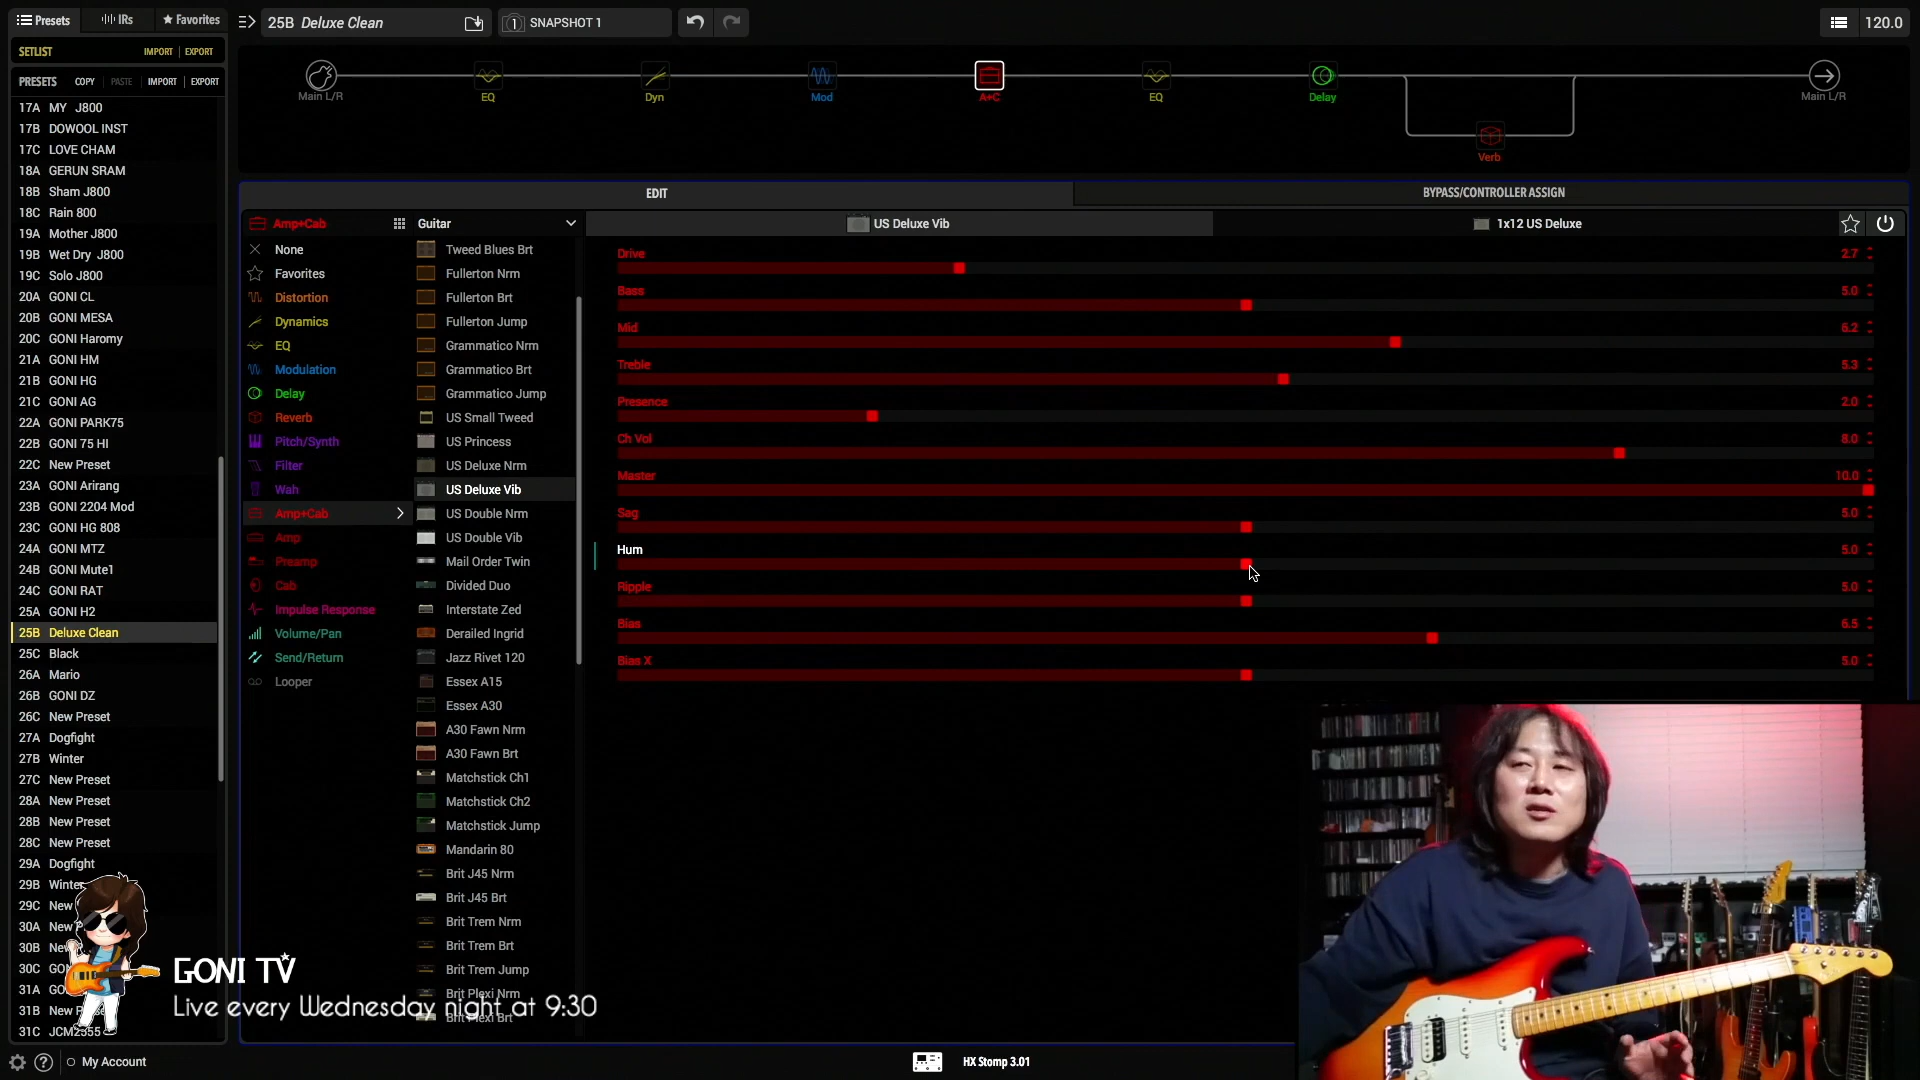 Presets
IRs
Favorites
25B Deluxe Clean
1 SNAPSHOT 1
120.0
SETLIST IMPORT EXPORT
PRESETS COPY PASTE IMPORT EXPORT
Main L/R
EQ
Dyn
Mod
A+C
EQ
Delay
Verb
Main L/R
17A MY J800
17B DOWOOL INST
17C LOVE CHAM
18A GERUN SRAM
18B Sham J800
18C Rain 800
19A Mother J800
19B Wet Dry J800
19C Solo J800
20A GONI CL
20B GONI MESA
20C GONI Haromy
21A GONI HM
21B GONI HG
21C GONI AG
22A GONI PARK75
22B GONI 75 HI
22C New Preset
23A GONI Arirang
23B GONI 2204 Mod
23C GONI HG 808
24A GONI MTZ
24B GONI Mute1
24C GONI RAT
25A GONI H2
25B Deluxe Clean
25C Black
26A Mario
26B GONI DZ
26C New Preset
27A Dogfight
27B Winter
27C New Preset
28A New Preset
28B New Preset
28C New Preset
29A Dogfight
29B Winter
29C New
30A New
30B New
30C GO
31A GO
31B New
31C JCM2555
EDIT
BYPASS/CONTROLLER ASSIGN
Amp+Cab
Guitar
US Deluxe Vib
1x12 US Deluxe
None
Favorites
Distortion
Dynamics
EQ
Modulation
Delay
Reverb
Pitch/Synth
Filter
Wah
Amp+Cab
Amp
Preamp
Cab
Impulse Response
Volume/Pan
Send/Return
Looper
Tweed Blues Brt
Fullerton Nrm
Fullerton Brt
Fullerton Jump
Grammatico Nrm
Grammatico Brt
Grammatico Jump
US Small Tweed
US Princess
US Deluxe Nrm
US Deluxe Vib
US Double Nrm
US Double Vib
Mail Order Twin
Divided Duo
Interstate Zed
Derailed Ingrid
Jazz Rivet 120
Essex A15
Essex A30
A30 Fawn Nrm
A30 Fawn Brt
Matchstick Ch1
Matchstick Ch2
Matchstick Jump
Mandarin 80
Brit J45 Nrm
Brit J45 Brt
Brit Trem Nrm
Brit Trem Brt
Brit Trem Jump
Brit Plexi Nrm
Brit Plexi Brt
Drive 2.7
Bass 5.0
Mid 6.2
Treble 5.3
Presence 2.0
Ch Vol 8.0
Master 10.0
Sag 5.0
Hum 5.0
Ripple 5.0
Bias 6.5
Bias X 5.0
GONI TV
Live every Wednesday night at 9:30
? My Account
HX Stomp 3.01